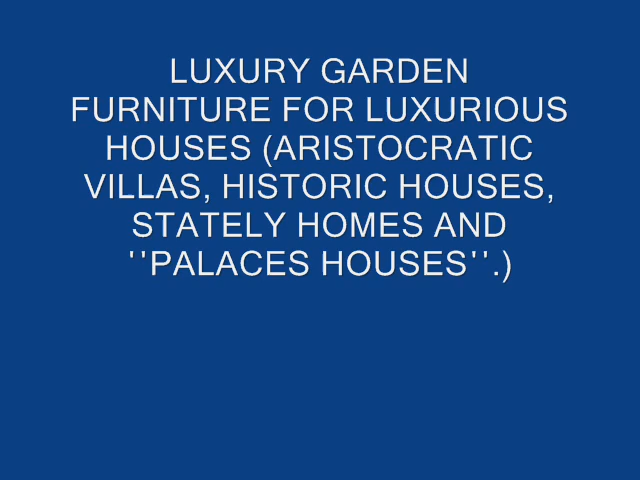 LUXURY GARDEN
FURNITURE FOR LUXURIOUS
HOUSES (ARISTOCRATIC
VILLAS, HISTORIC HOUSES,
STATELY HOMES AND
''PALACES HOUSES''.)